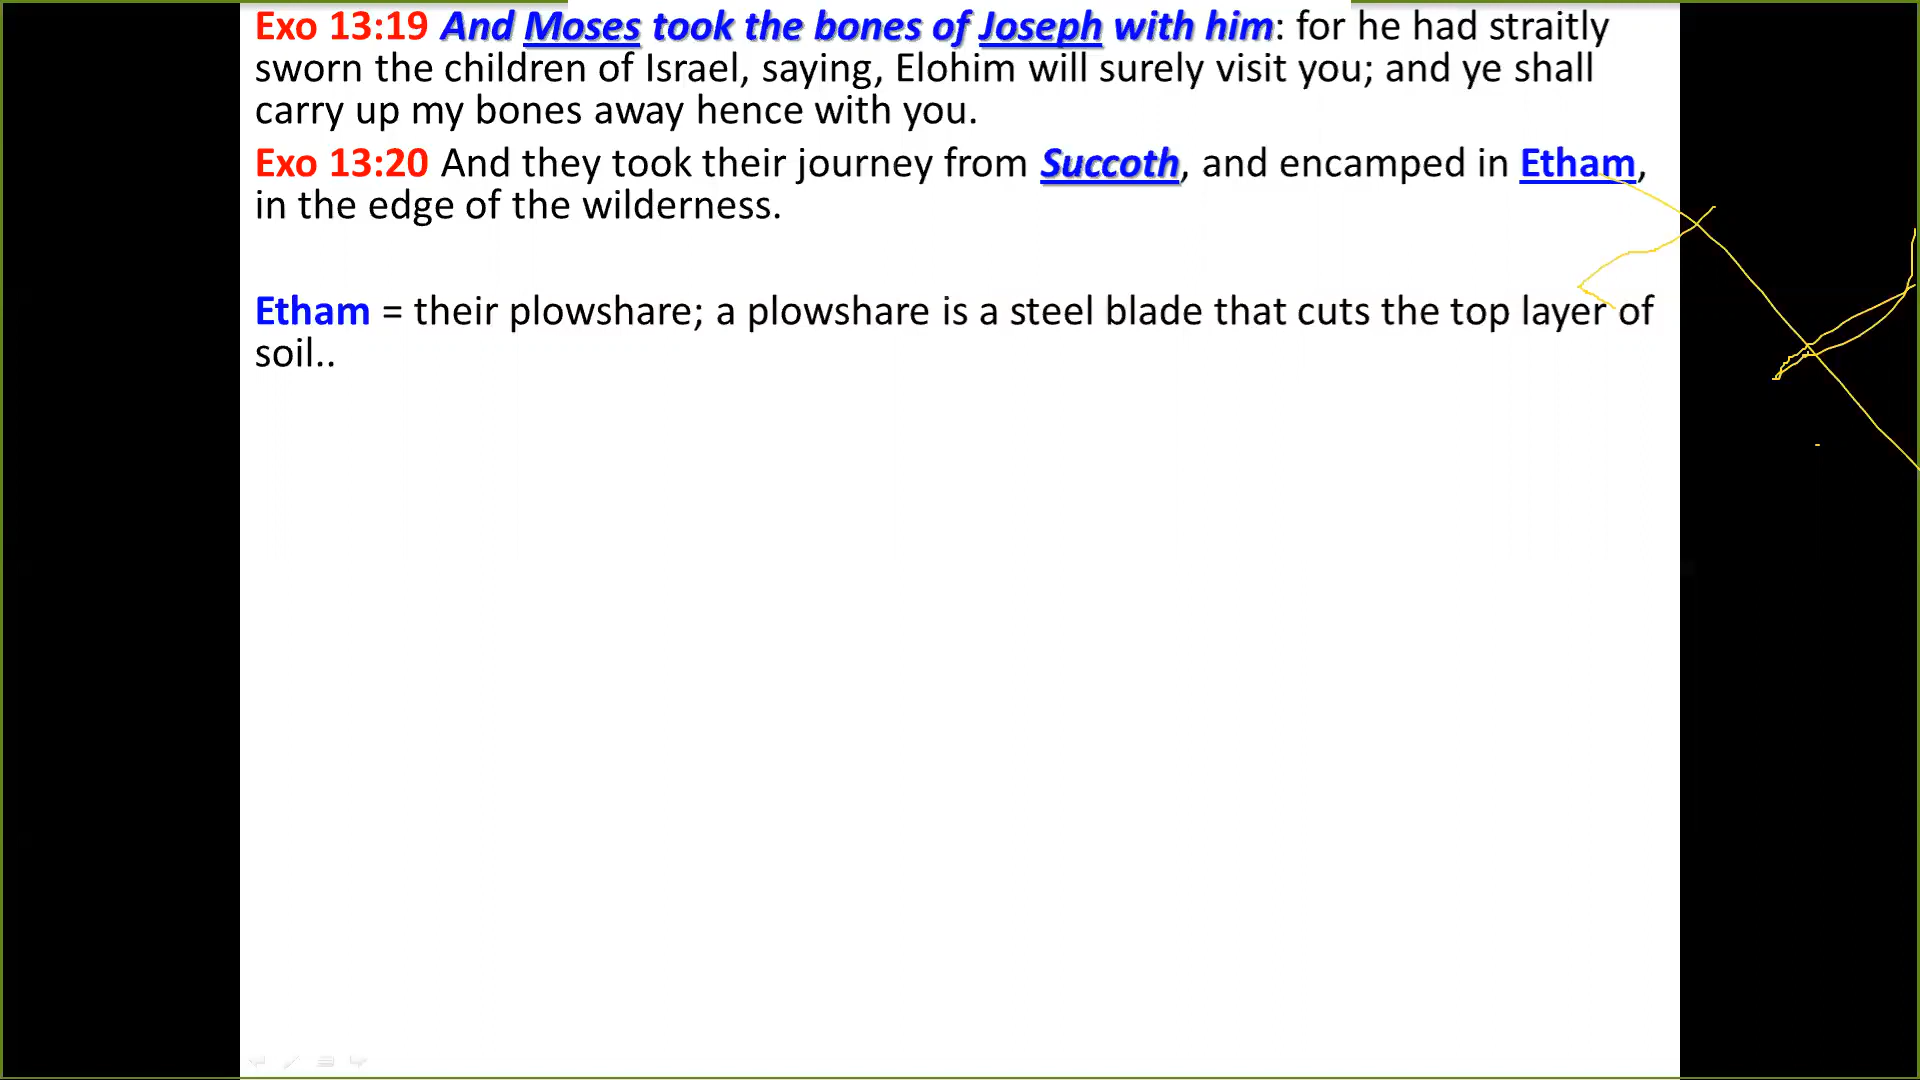 Exo 13:19 And Moses took the bones of Joseph with him: for he had straitly
sworn the children of Israel, saying, Elohim will surely visit you; and ye shall
carry up my bones away hence with you.
Exo 13:20 And they took their journey from Succoth, and encamped in Etham,
in the edge of the wilderness.
Etham = their plowshare; a plowshare is a steel blade that cuts the top layer of
soil..